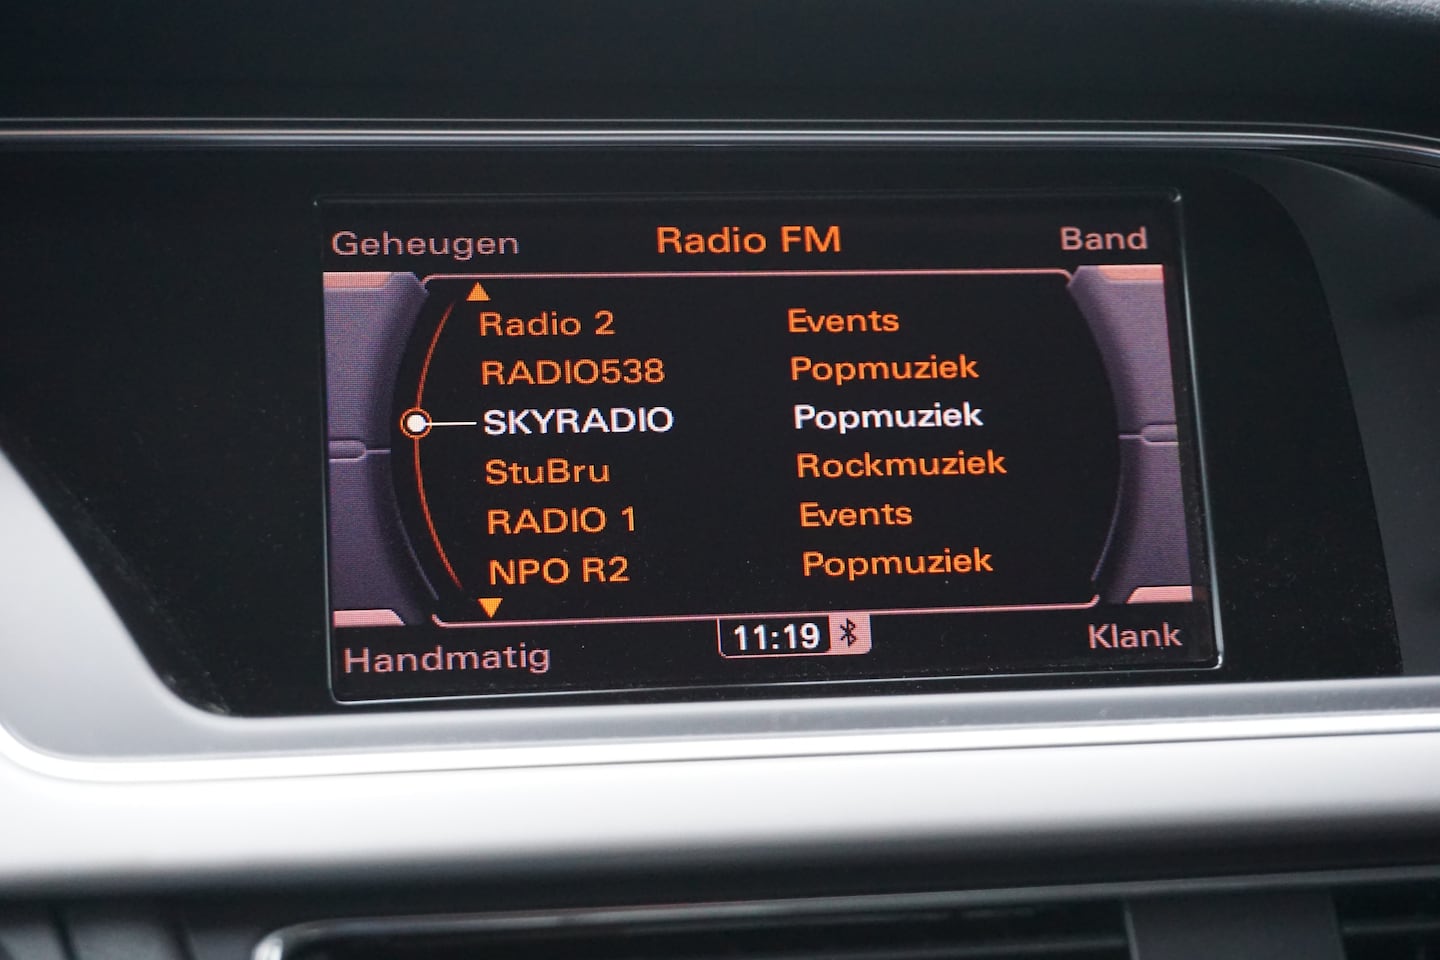 Geheugen Radio FM Band
Radio 2 Events
RADIO538 Popmuziek
SKYRADIO Popmuziek
StuBru Rockmuziek
RADIO 1 Events
NPO R2 Popmuziek
Handmatig 11:19 Klank